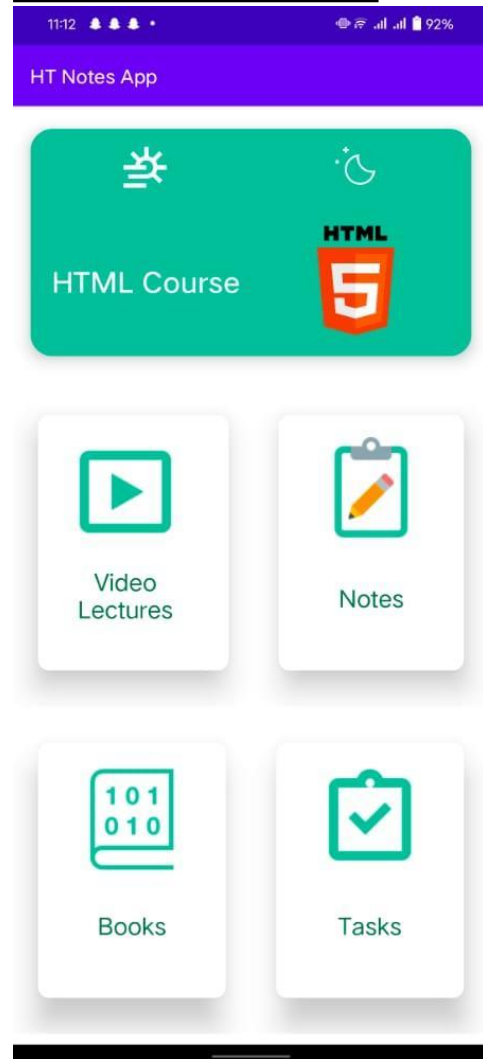 11:12
92%
HT Notes App
HTML
5
HTML Course
Video
Lectures
Notes
101
010
Books
Tasks